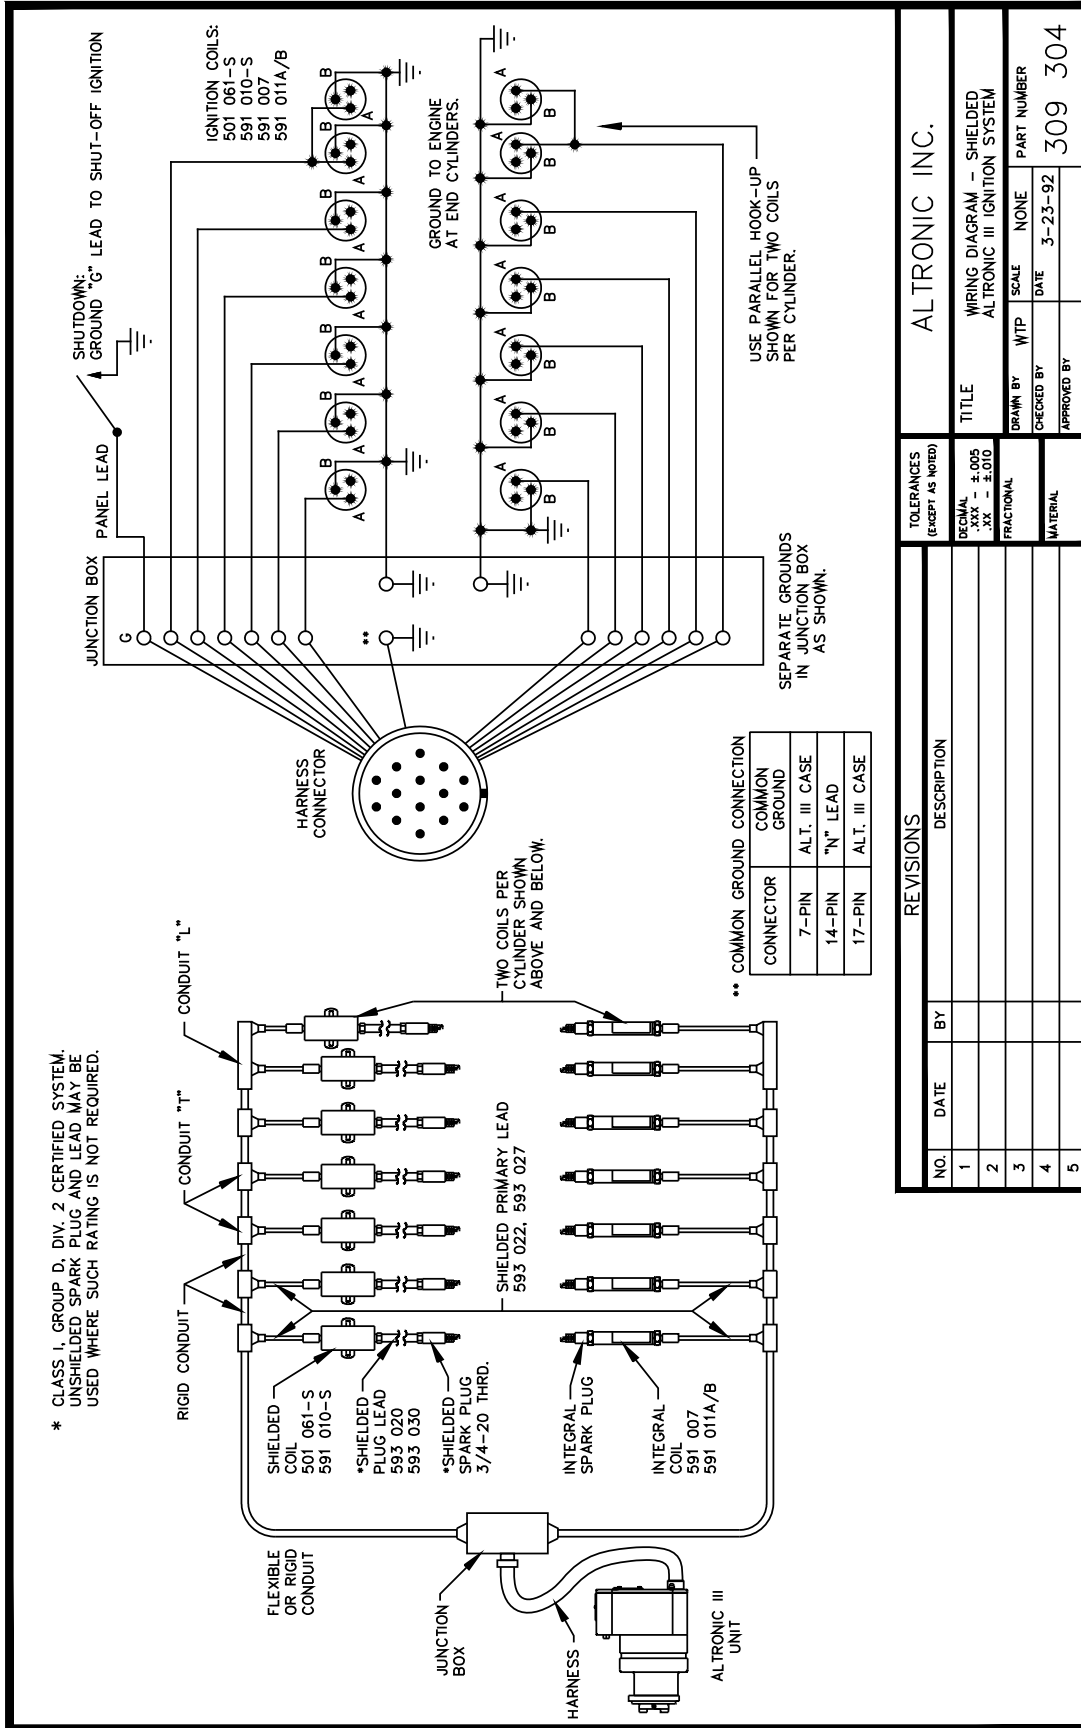 * CLASS I, GROUP D, DIV. 2 CERTIFIED SYSTEM.
UNSHIELDED SPARK PLUG AND LEAD MAY BE
USED WHERE SUCH RATING IS NOT REQUIRED.
RIGID CONDUIT
CONDUIT "T"
CONDUIT "L"
FLEXIBLE
OR RIGID
CONDUIT
SHIELDED
COIL
501 061-S
591 010-S
*SHIELDED
PLUG LEAD
593 020
593 030
*SHIELDED
SPARK PLUG
3/4-20 THRD.
SHIELDED PRIMARY LEAD
593 022, 593 027
TWO COILS PER
CYLINDER SHOWN
ABOVE AND BELOW.
INTEGRAL
SPARK PLUG
INTEGRAL
COIL
591 007
591 011A/B
JUNCTION
BOX
HARNESS
ALTRONIC III
UNIT
HARNESS
CONNECTOR
JUNCTION BOX
PANEL LEAD
SHUTDOWN:
GROUND "G" LEAD TO SHUT-OFF IGNITION
IGNITION COILS:
501 061-S
591 010-S
591 007
591 011A/B
G
**
B
B
B
B
B
B
B
A
A
A
A
A
A
A
GROUND TO ENGINE
AT END CYLINDERS.
A
A
A
A
A
A
A
B
B
B
B
B
B
B
USE PARALLEL HOOK-UP
SHOWN FOR TWO COILS
PER CYLINDER.
SEPARATE GROUNDS
IN JUNCTION BOX
AS SHOWN.
** COMMON GROUND CONNECTION
CONNECTOR
COMMON
GROUND
7-PIN
ALT. III CASE
14-PIN
"N" LEAD
17-PIN
ALT. III CASE
REVISIONS
NO.
DATE
BY
DESCRIPTION
1
2
3
4
5
TOLERANCES
(EXCEPT AS NOTED)
DECIMAL
.XXX - ±.005
.XX - ±.010
FRACTIONAL
MATERIAL
ALTRONIC INC.
TITLE
WIRING DIAGRAM - SHIELDED
ALTRONIC III IGNITION SYSTEM
DRAWN BY WTP
SCALE NONE
PART NUMBER
309 304
CHECKED BY
DATE 3-23-92
APPROVED BY